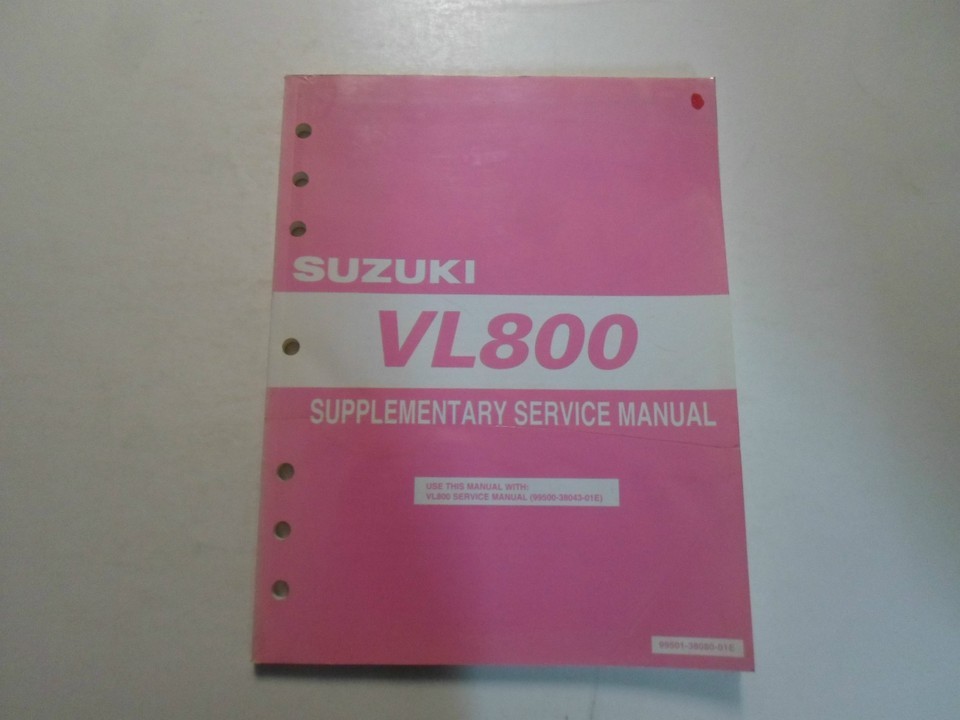 SUZUKI
VL800
SUPPLEMENTARY SERVICE MANUAL
USE THIS MANUAL WITH:
VL800 SERVICE MANUAL (99500-38043-01E)
99501-38080-01E